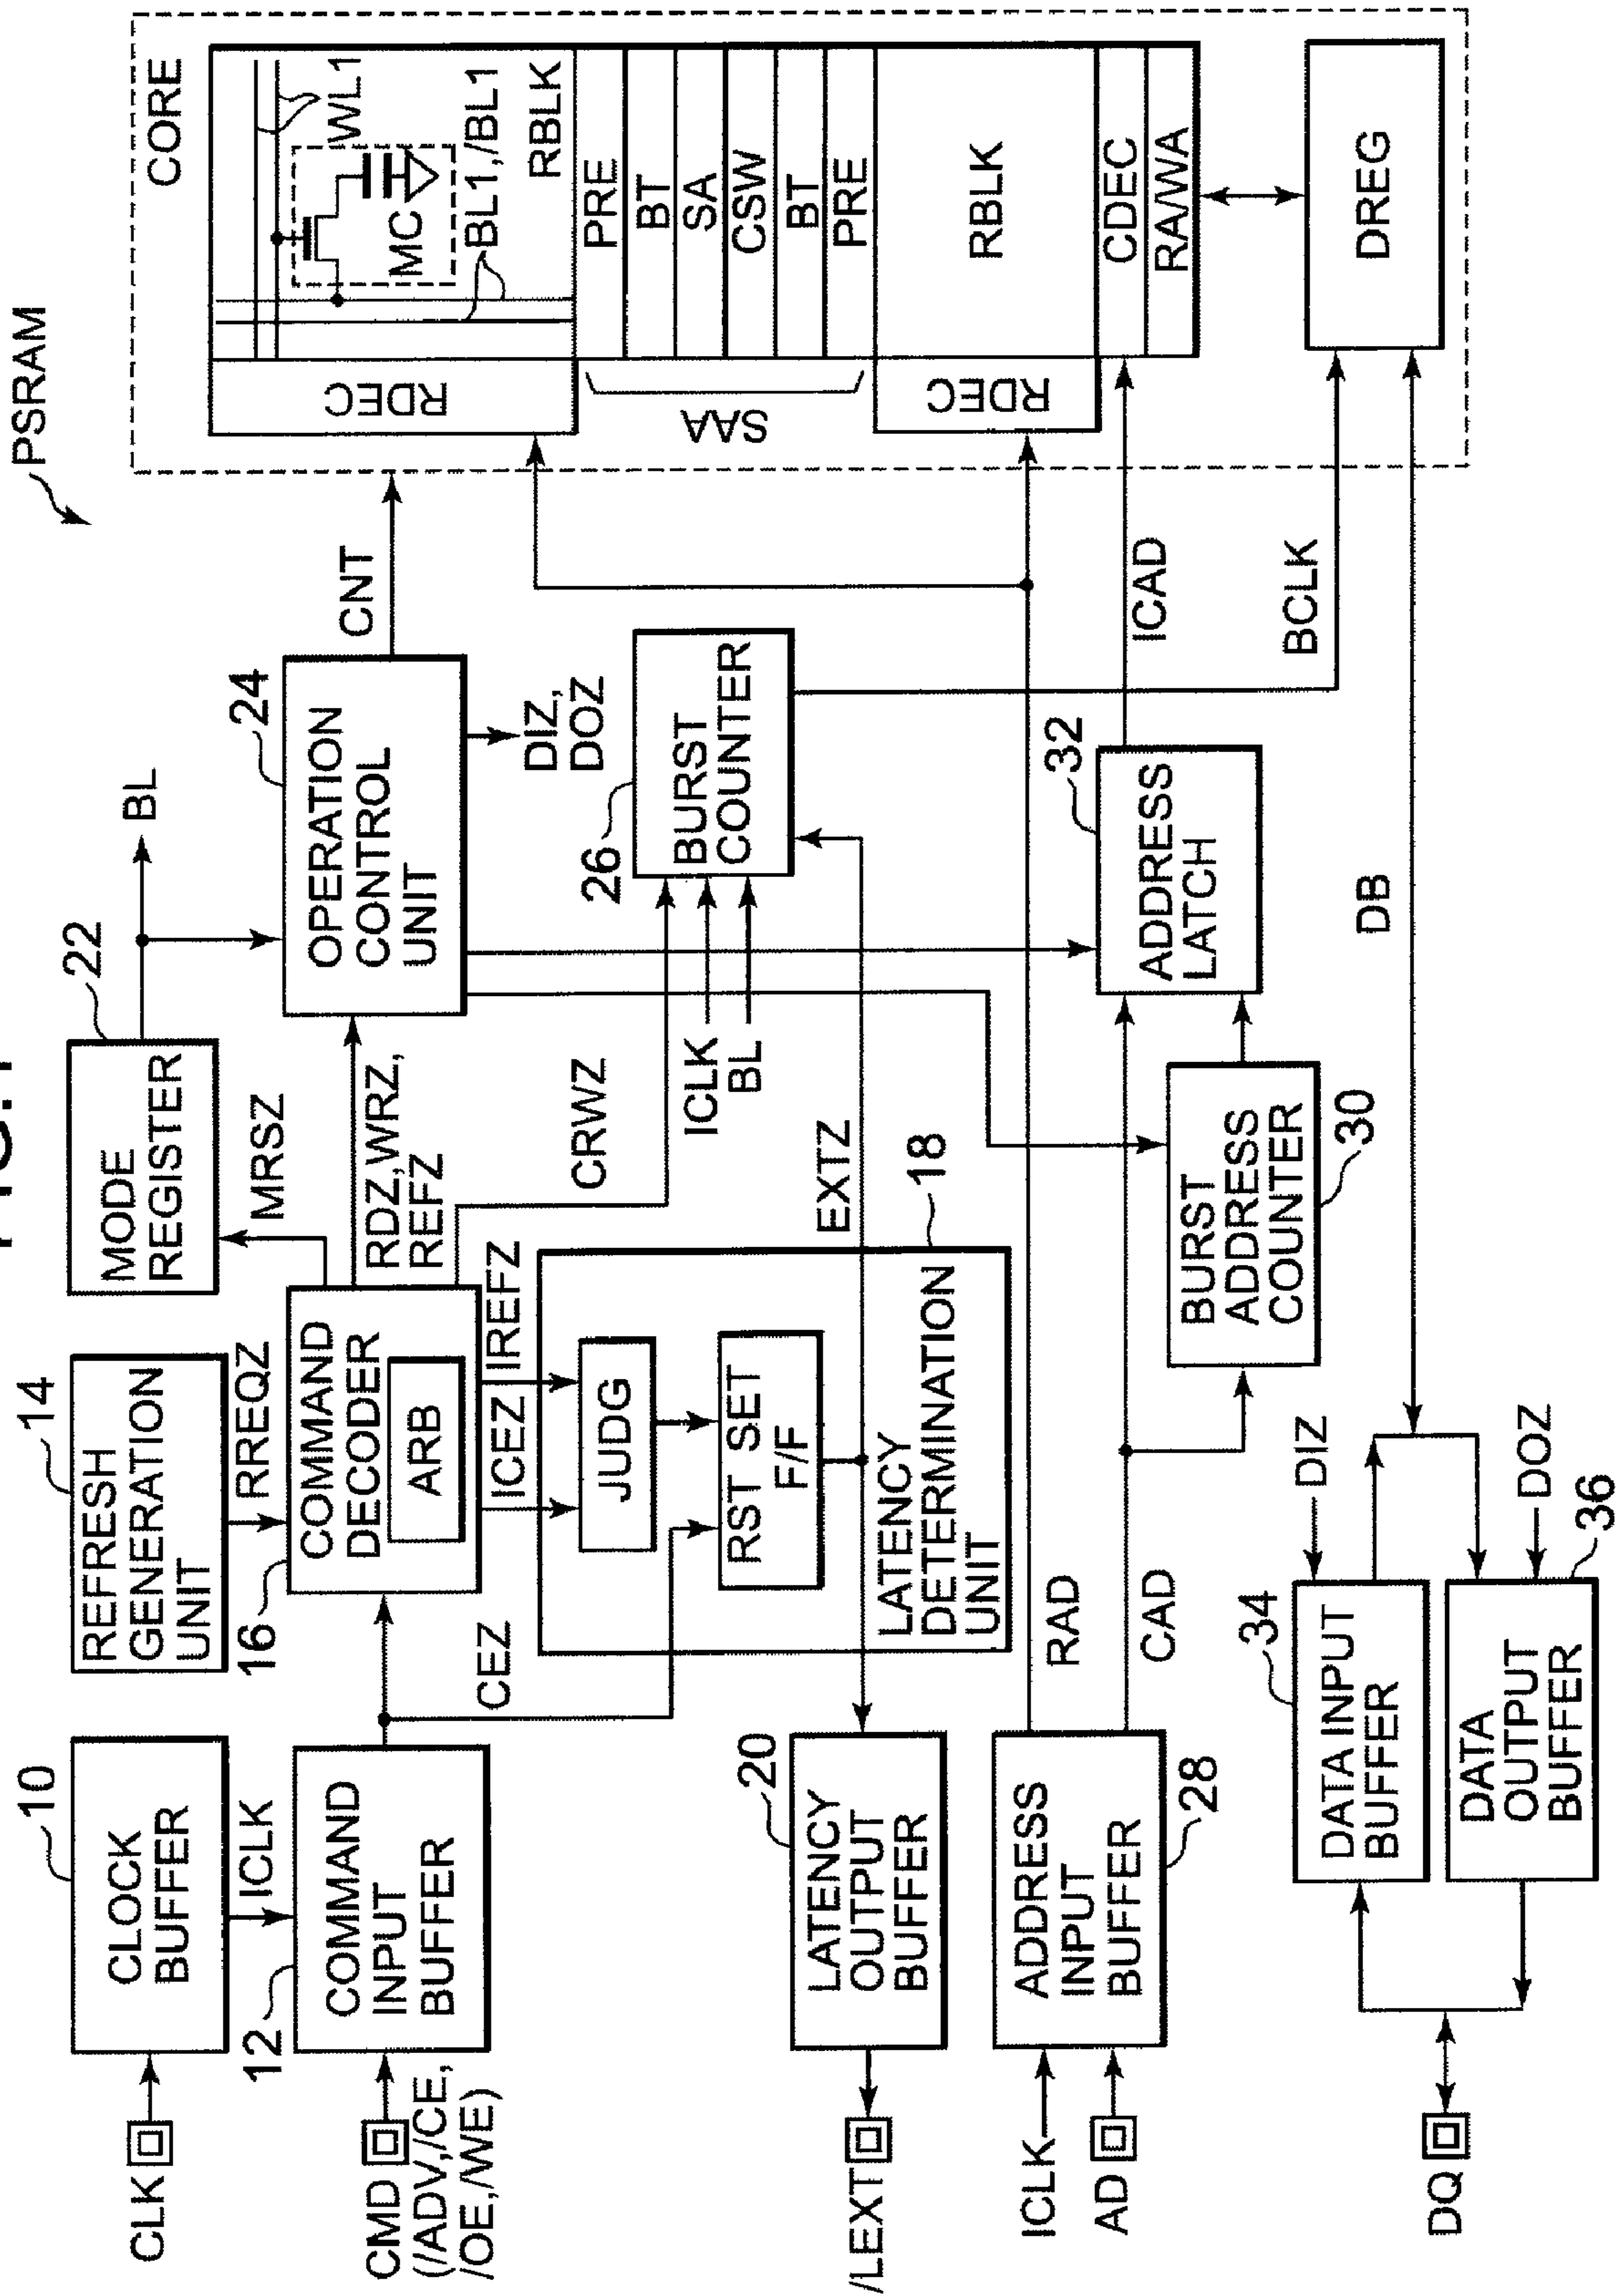 FIG. 1
PSRAM
CLK
10
CLOCK
BUFFER
ICLK
CMD
(/ADV,/CE,
/OE,/WE)
12
COMMAND
INPUT
BUFFER
14
REFRESH
GENERATION
UNIT
RREQZ
16
COMMAND
DECODER
ARB
CEZ
ICEZ
IREFZ
22
MODE
REGISTER
MRSZ
BL
RDZ,WRZ,
REFZ
CRWZ
24
OPERATION
CONTROL
UNIT
CNT
DIZ,
DOZ
26
BURST
COUNTER
ICLK
BL
18
JUDG
RST SET
F/F
LATENCY
DETERMINATION
UNIT
EXTZ
20
LATENCY
OUTPUT
BUFFER
/LEXT
ICLK
AD
ADDRESS
INPUT
BUFFER
28
RAD
CAD
BURST
ADDRESS
COUNTER
30
32
ADDRESS
LATCH
ICAD
BCLK
DB
DQ
34
DATA INPUT
BUFFER
DIZ
DATA
OUTPUT
BUFFER
36
DOZ
CORE
WL1
MC
BL1,/BL1
RBLK
RDEC
PRE
BT
SA
CSW
BT
PRE
SAA
RBLK
RDEC
CDEC
RA/WA
DREG